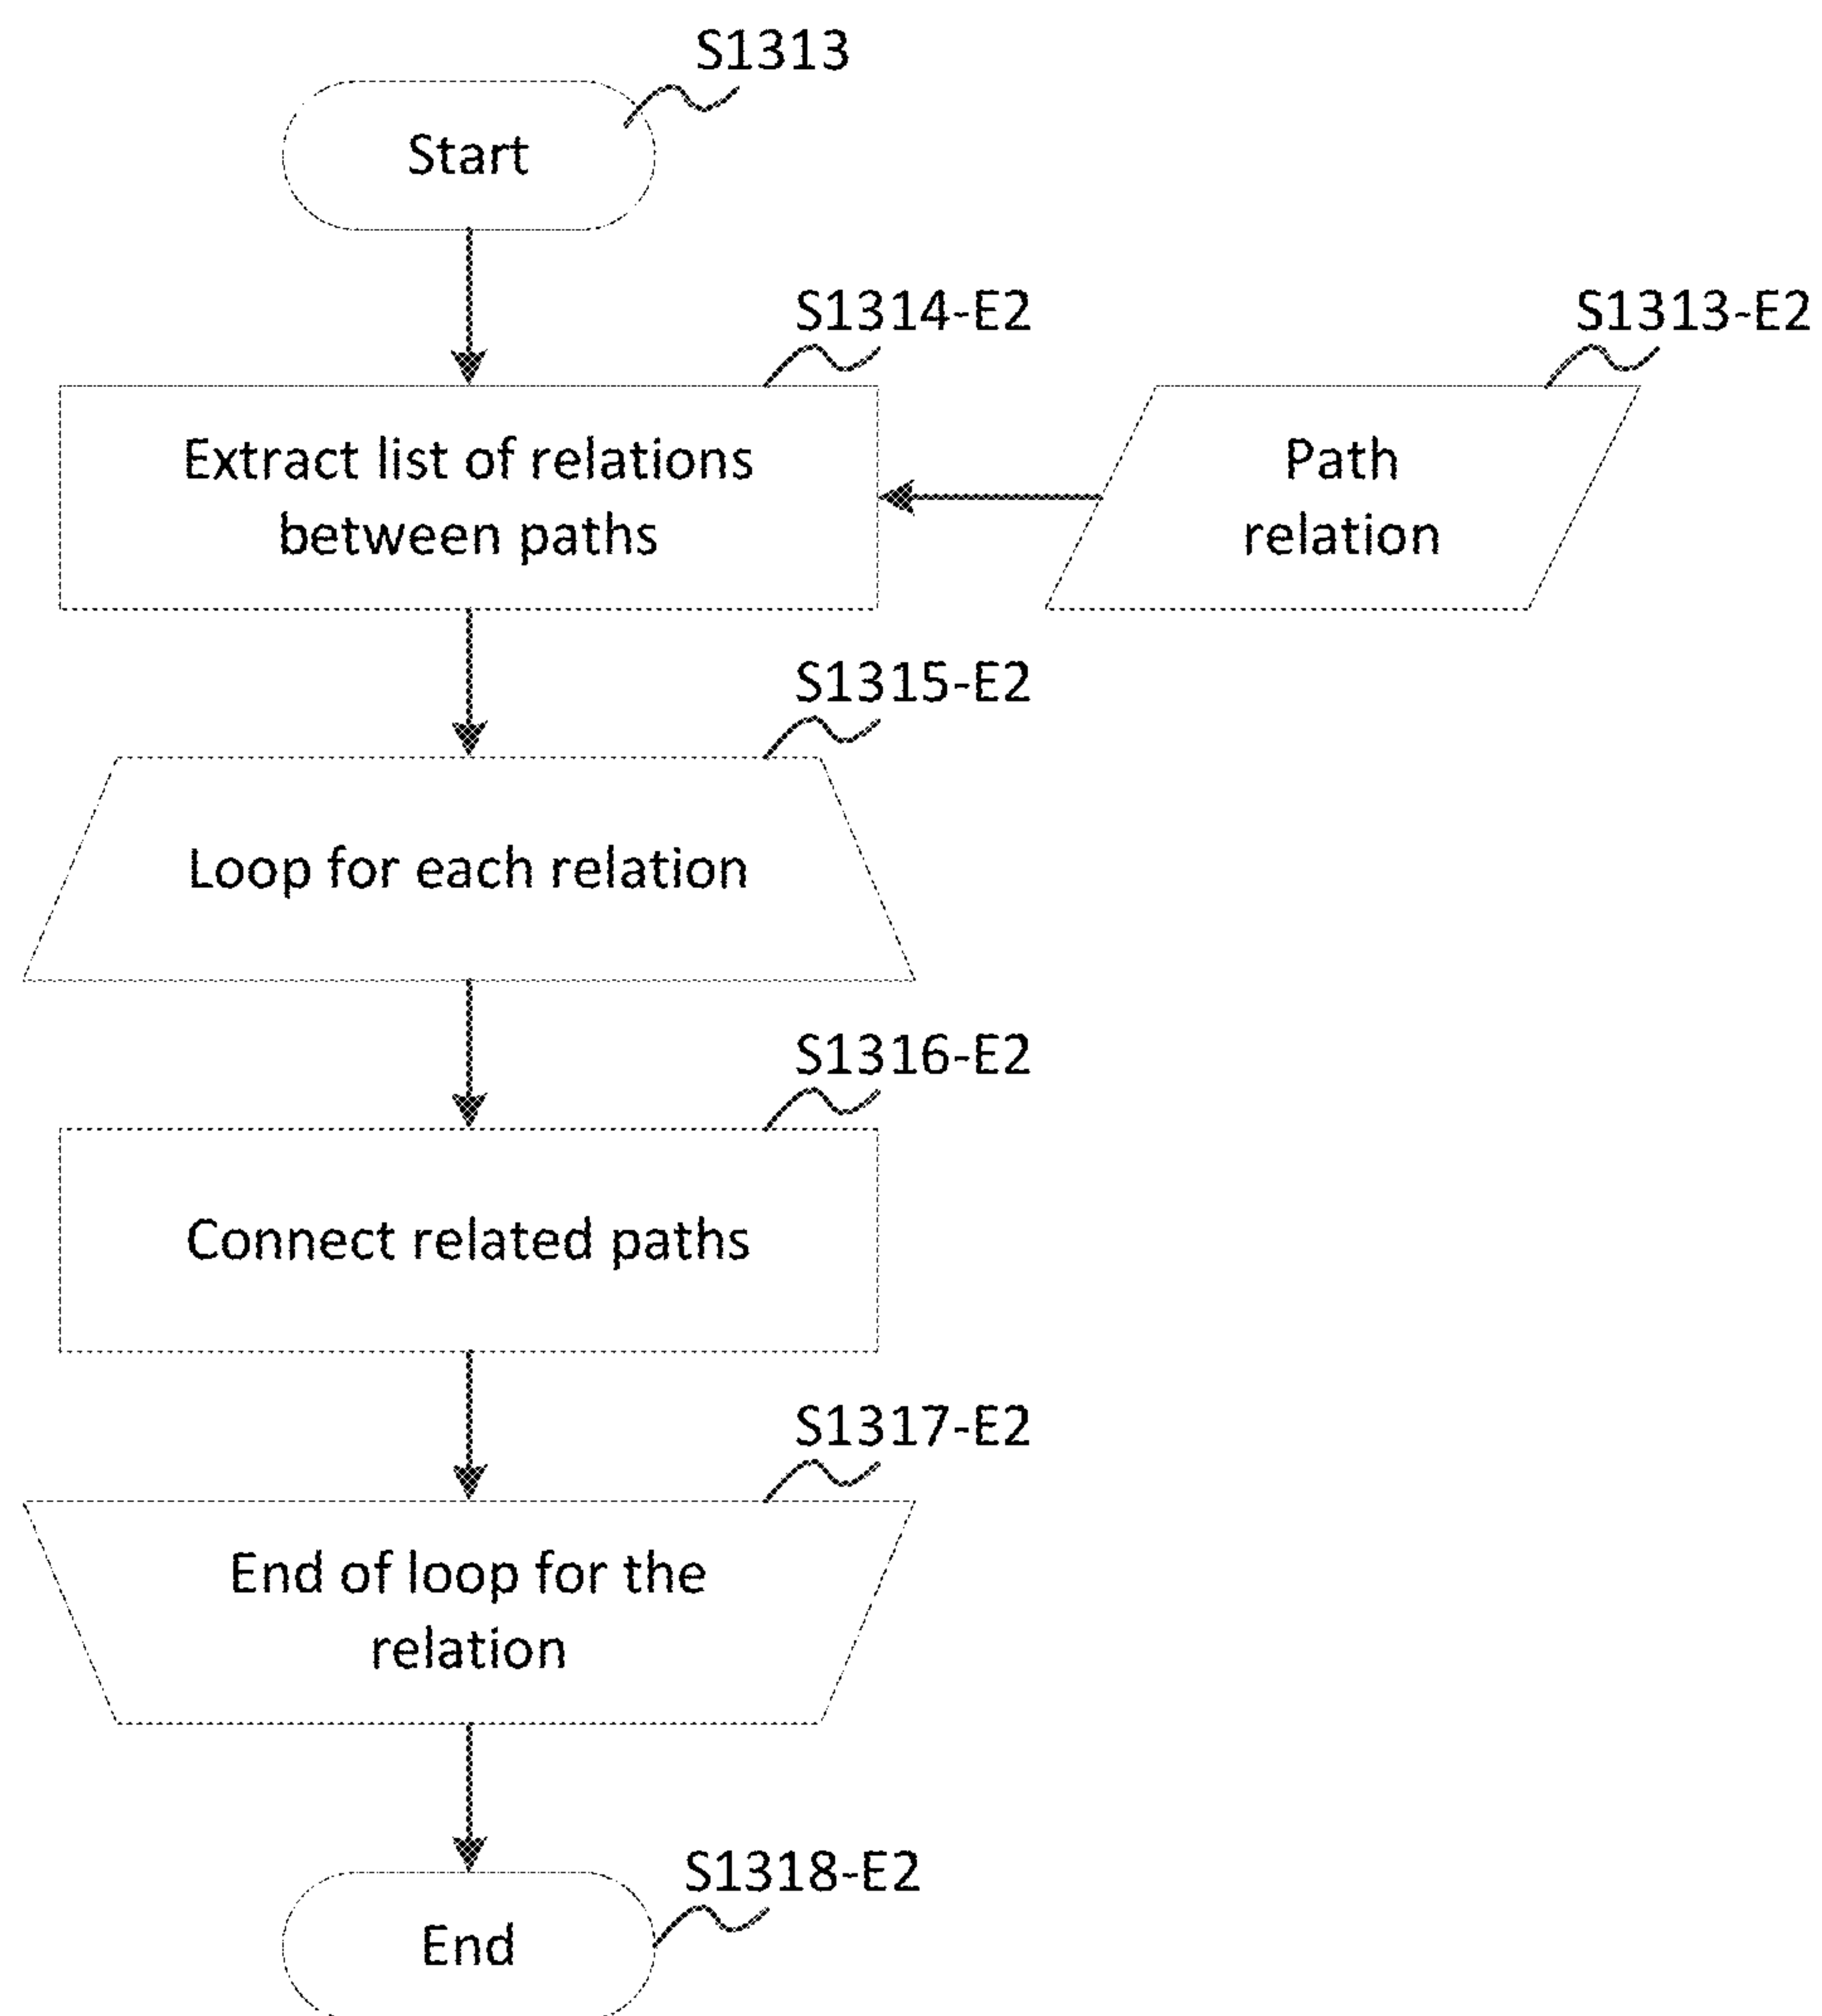 S1313
Start
S1314-E2
S1313-E2
Extract list of relations
between paths
Path
relation
S1315-E2
Loop for each relation
S1316-E2
Connect related paths
S1317-E2
End of loop for the
relation
S1318-E2
End